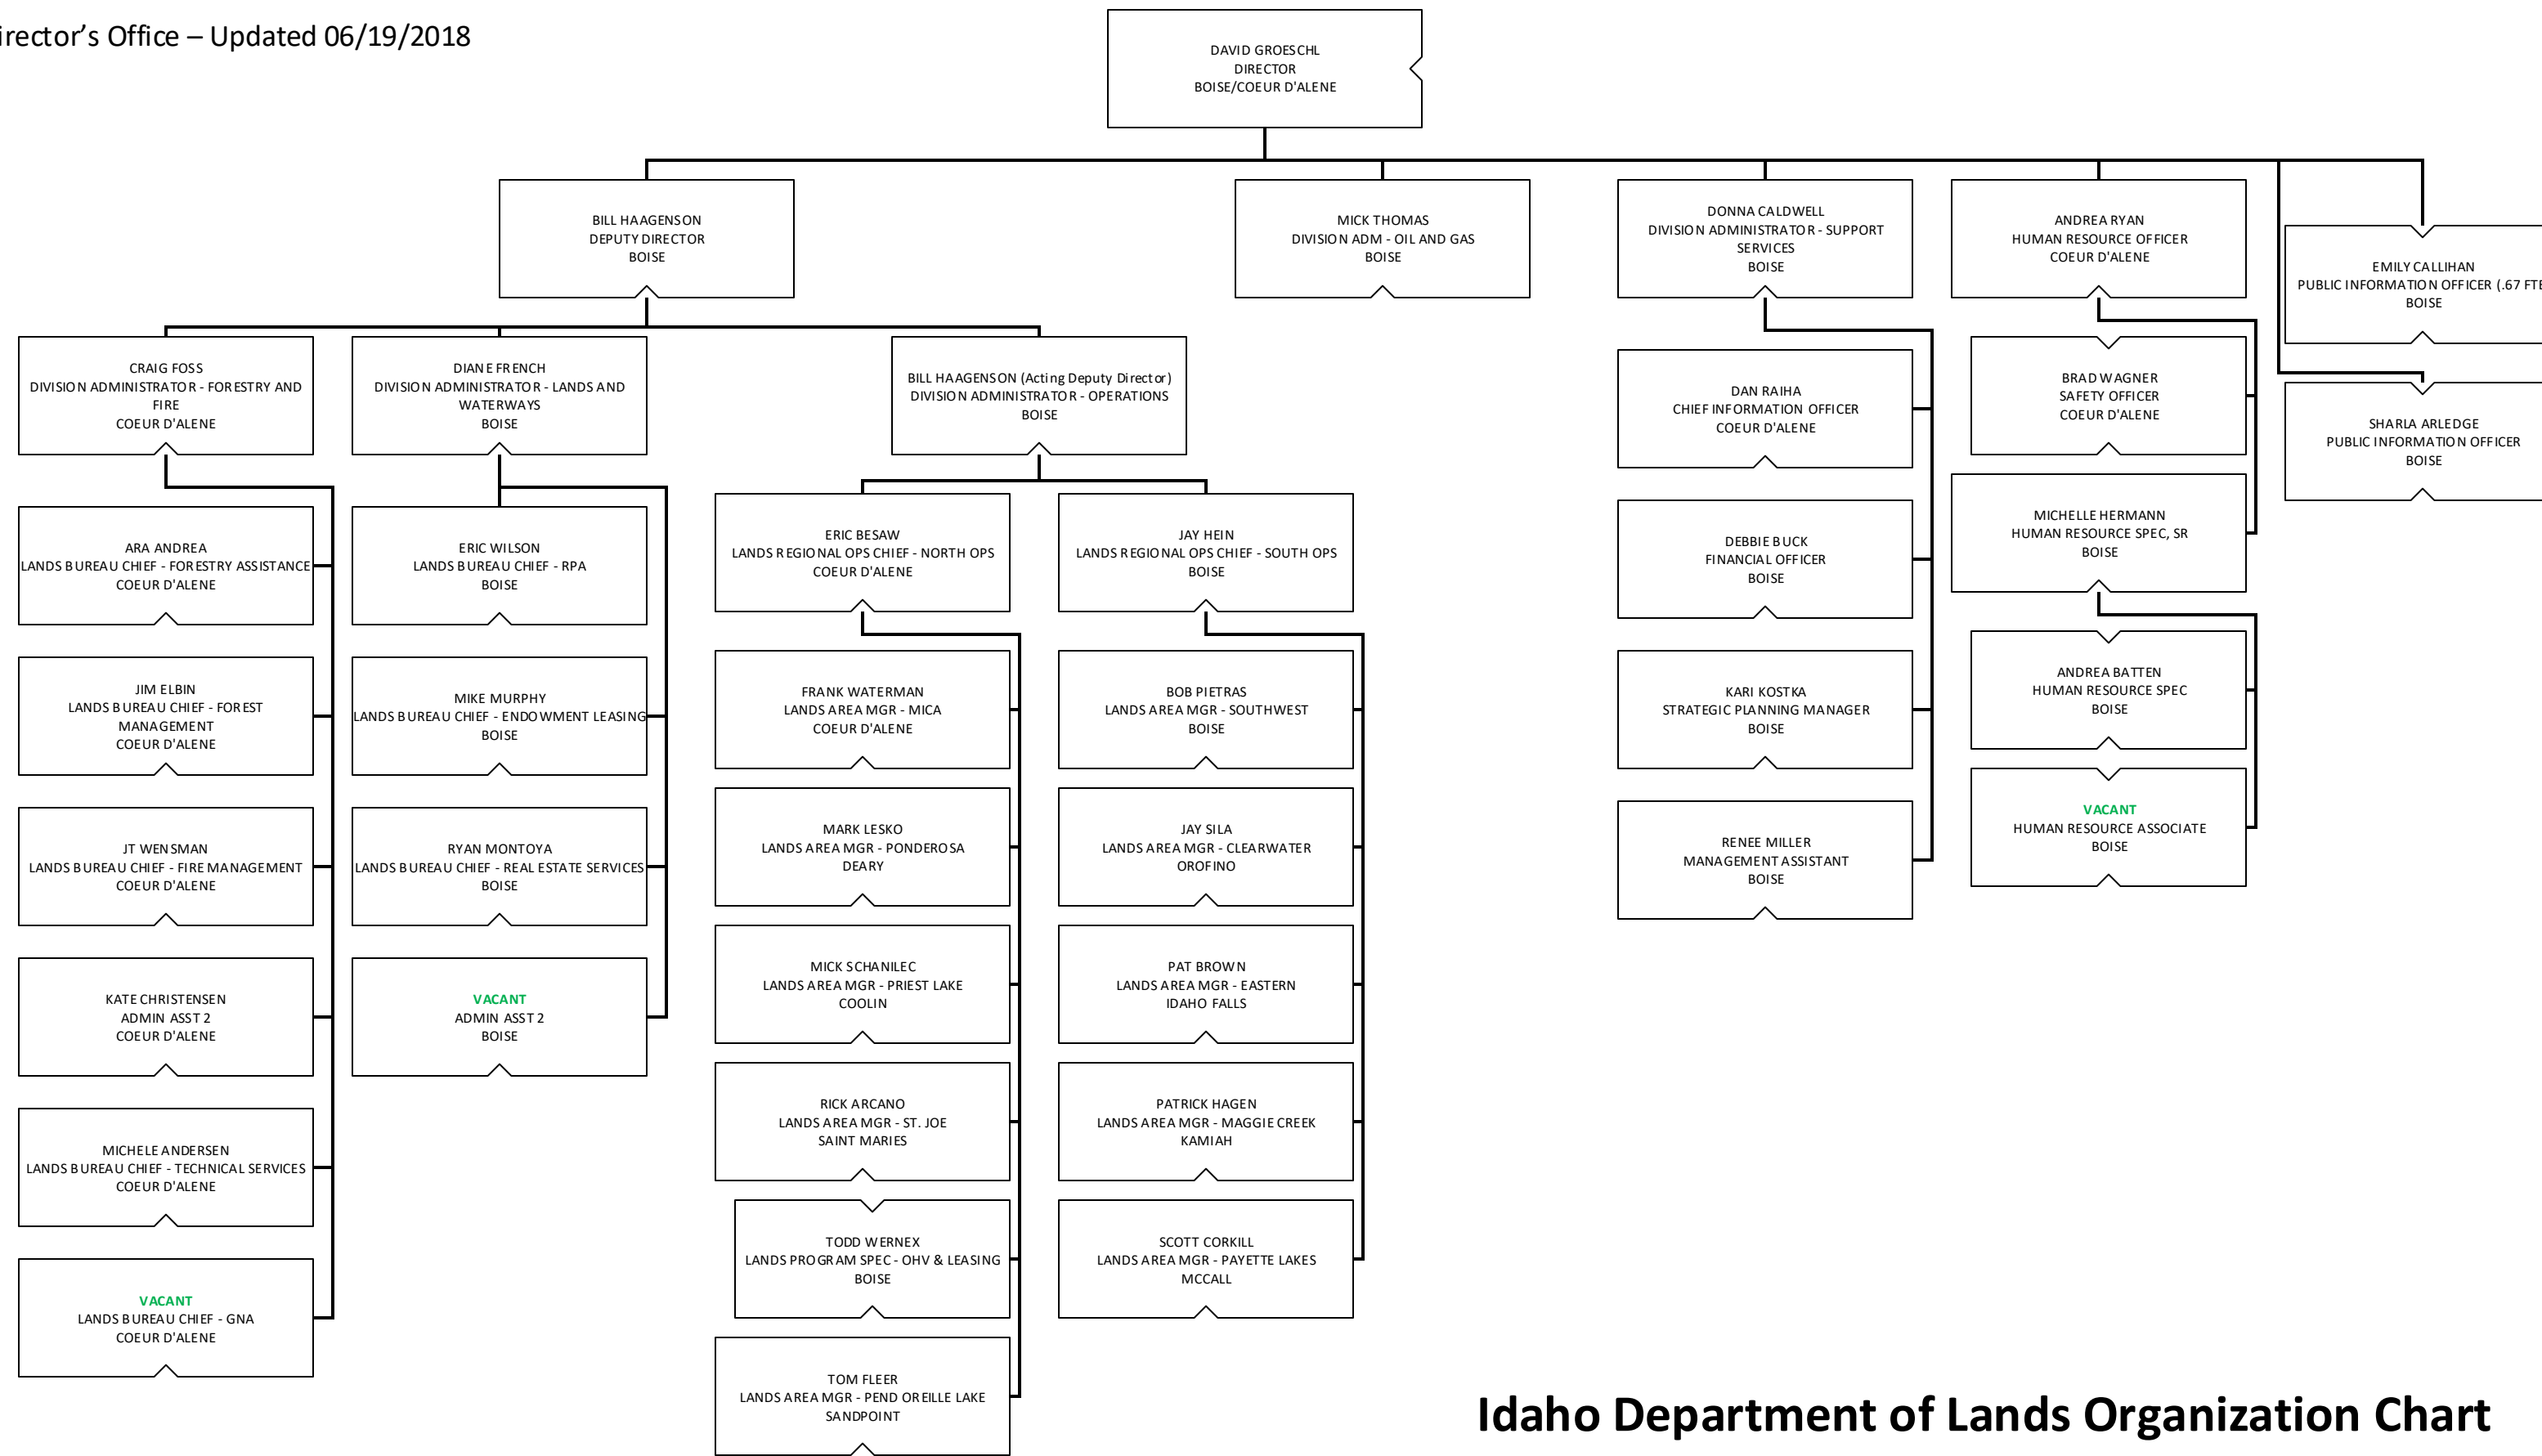 irector's Office – Updated 06/19/2018
DAVID GROESCHL
DIRECTOR
BOISE/COEUR D'ALENE
BILL HAAGENSON
DEPUTY DIRECTOR
BOISE
MICK THOMAS
DIVISION ADM - OIL AND GAS
BOISE
DONNA CALDWELL
DIVISION ADMINISTRATOR - SUPPORT
SERVICES
BOISE
ANDREA RYAN
HUMAN RESOURCE OFFICER
COEUR D'ALENE
EMILY CALLIHAN
PUBLIC INFORMATION OFFICER (.67 FTE
BOISE
SHARLA ARLEDGE
PUBLIC INFORMATION OFFICER
BOISE
CRAIG FOSS
DIVISION ADMINISTRATOR - FORESTRY AND
FIRE
COEUR D'ALENE
DIANE FRENCH
DIVISION ADMINISTRATOR - LANDS AND
WATERWAYS
BOISE
BILL HAAGENSON (Acting Deputy Director)
DIVISION ADMINISTRATOR - OPERATIONS
BOISE
ARA ANDREA
LANDS BUREAU CHIEF - FORESTRY ASSISTANCE
COEUR D'ALENE
JIM ELBIN
LANDS BUREAU CHIEF - FOREST
MANAGEMENT
COEUR D'ALENE
JT WENSMAN
LANDS BUREAU CHIEF - FIRE MANAGEMENT
COEUR D'ALENE
KATE CHRISTENSEN
ADMIN ASST 2
COEUR D'ALENE
MICHELE ANDERSEN
LANDS BUREAU CHIEF - TECHNICAL SERVICES
COEUR D'ALENE
VACANT
LANDS BUREAU CHIEF - GNA
COEUR D'ALENE
ERIC WILSON
LANDS BUREAU CHIEF - RPA
BOISE
MIKE MURPHY
LANDS BUREAU CHIEF - ENDOWMENT LEASING
BOISE
RYAN MONTOYA
LANDS BUREAU CHIEF - REAL ESTATE SERVICES
BOISE
VACANT
ADMIN ASST 2
BOISE
ERIC BESAW
LANDS REGIONAL OPS CHIEF - NORTH OPS
COEUR D'ALENE
FRANK WATERMAN
LANDS AREA MGR - MICA
COEUR D'ALENE
MARK LESKO
LANDS AREA MGR - PONDEROSA
DEARY
MICK SCHANILEC
LANDS AREA MGR - PRIEST LAKE
COOLIN
RICK ARCANO
LANDS AREA MGR - ST. JOE
SAINT MARIES
TODD WERNEX
LANDS PROGRAM SPEC - OHV & LEASING
BOISE
TOM FLEER
LANDS AREA MGR - PEND OREILLE LAKE
SANDPOINT
JAY HEIN
LANDS REGIONAL OPS CHIEF - SOUTH OPS
BOISE
BOB PIETRAS
LANDS AREA MGR - SOUTHWEST
BOISE
JAY SILA
LANDS AREA MGR - CLEARWATER
OROFINO
PAT BROWN
LANDS AREA MGR - EASTERN
IDAHO FALLS
PATRICK HAGEN
LANDS AREA MGR - MAGGIE CREEK
KAMIAH
SCOTT CORKILL
LANDS AREA MGR - PAYETTE LAKES
MCCALL
DAN RAIHA
CHIEF INFORMATION OFFICER
COEUR D'ALENE
DEBBIE BUCK
FINANCIAL OFFICER
BOISE
KARI KOSTKA
STRATEGIC PLANNING MANAGER
BOISE
RENEE MILLER
MANAGEMENT ASSISTANT
BOISE
BRAD WAGNER
SAFETY OFFICER
COEUR D'ALENE
MICHELLE HERMANN
HUMAN RESOURCE SPEC, SR
BOISE
ANDREA BATTEN
HUMAN RESOURCE SPEC
BOISE
VACANT
HUMAN RESOURCE ASSOCIATE
BOISE
Idaho Department of Lands Organization Chart